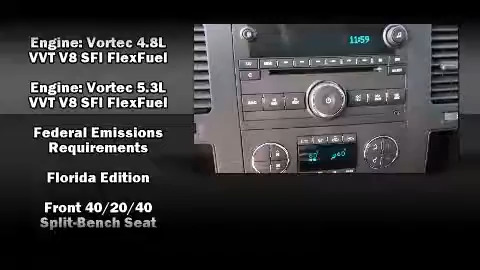 Engine: Vortec 4.8L
VVT V8 SFI FlexFuel
Engine: Vortec 5.3L
VVT V8 SFI FlexFuel
Federal Emissions
Requirements
Florida Edition
Front 40/20/40
Split-Bench Seat
11:59